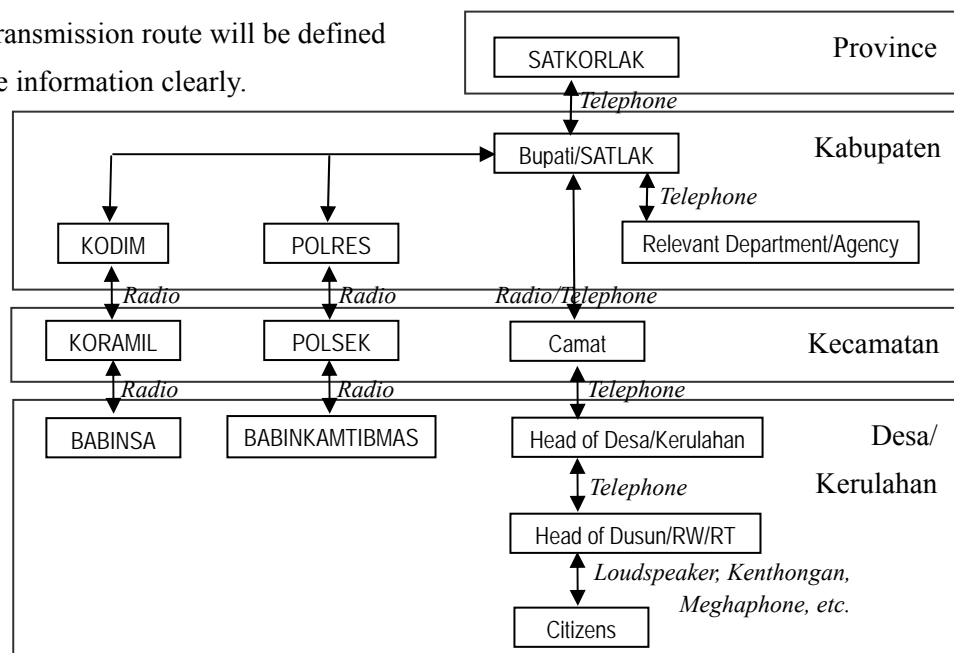 ransmission route will be defined
e information clearly.
Province
SATKORLAK
Telephone
Kabupaten
Bupati/SATLAK
Telephone
KODIM
POLRES
Relevant Department/Agency
Radio
Radio
Radio/Telephone
KORAMIL
POLSEK
Camat
Kecamatan
Radio
Radio
Telephone
BABINSA
BABINKAMTIBMAS
Head of Desa/Kerulahan
Desa/
Kerulahan
Telephone
Head of Dusun/RW/RT
Loudspeaker, Kenthongan,
Meghaphone, etc.
Citizens